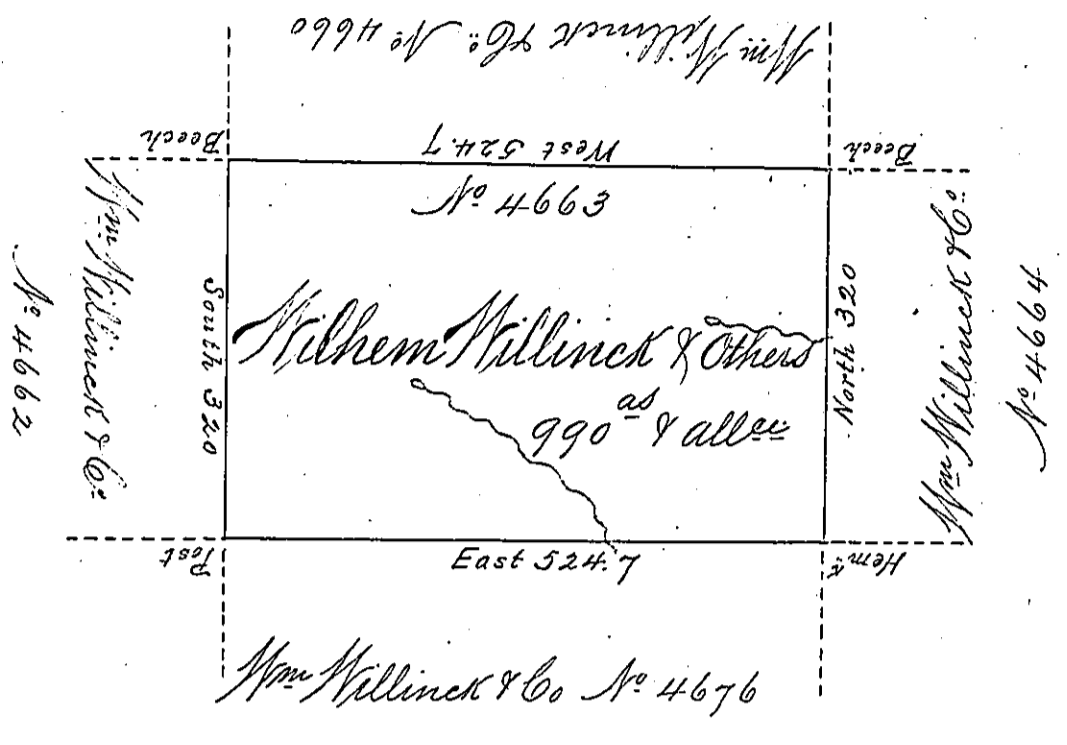 Wm Willinck & Co. No. 4660
Beech
West 524.7
Beech
No. 4663
Wm Willinck & Co.
No. 4662
South 320
Wilhem Willinck & Others
990 as & allce
North 320
Wm Willinck & Co.
No. 4664
Post
East 524.7
Hemk
Wm Willinck & Co No. 4676